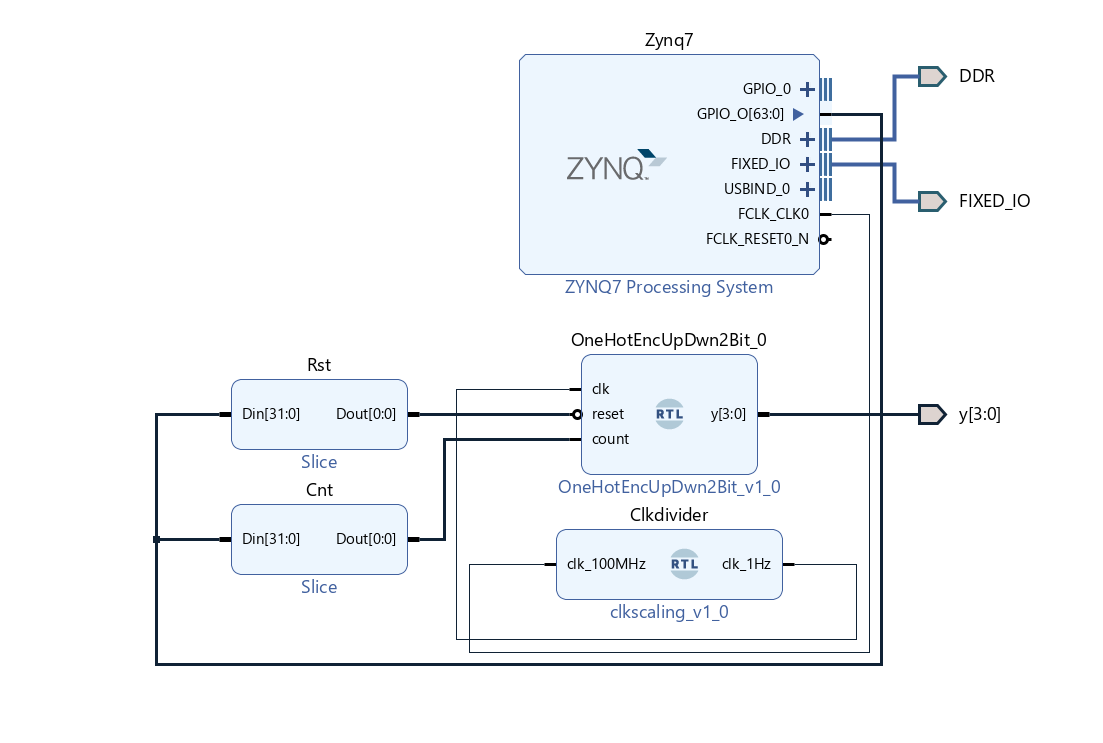 Zynq7
GPIO_0
GPIO_O[63:0]
DDR
FIXED_IO
USBIND_0
FCLK_CLK0
FCLK_RESET0_N
ZYNQ
ZYNQ7 Processing System
DDR
FIXED_IO
OneHotEncUpDwn2Bit_0
clk
reset
count
RTL
y[3:0]
OneHotEncUpDwn2Bit_v1_0
y[3:0]
Rst
Din[31:0] Dout[0:0]
Slice
Cnt
Din[31:0] Dout[0:0]
Slice
Clkdivider
clk_100MHz RTL clk_1Hz
clkscaling_v1_0